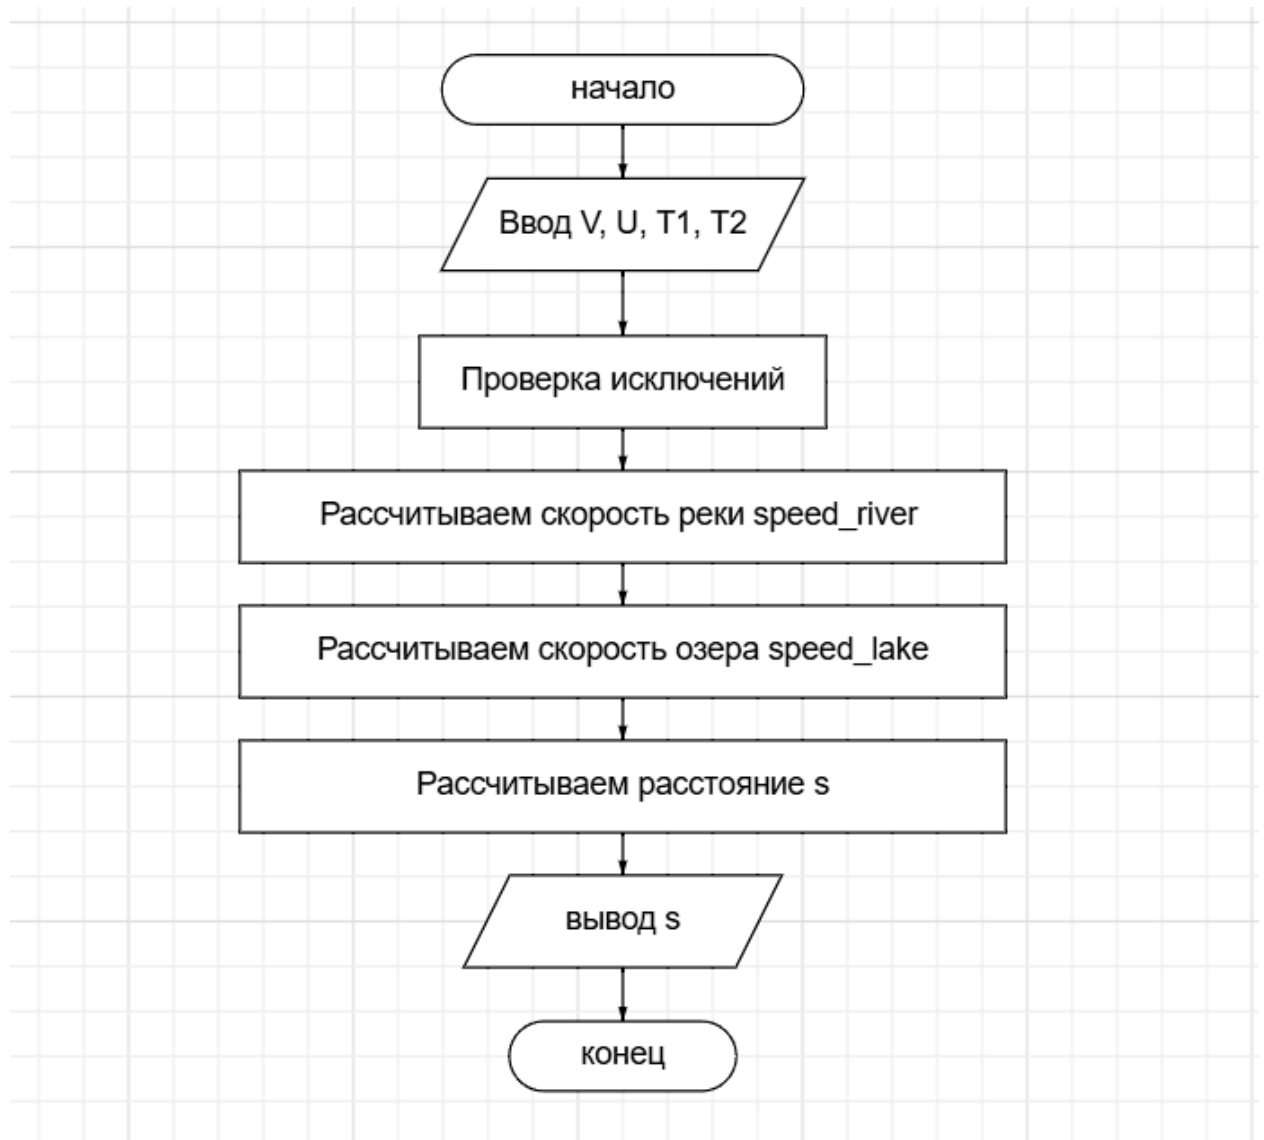 начало
Ввод V, U, T1, T2
Проверка исключений
Рассчитываем скорость реки speed_river
Рассчитываем скорость озера speed_lake
Рассчитываем расстояние s
вывод s
конец